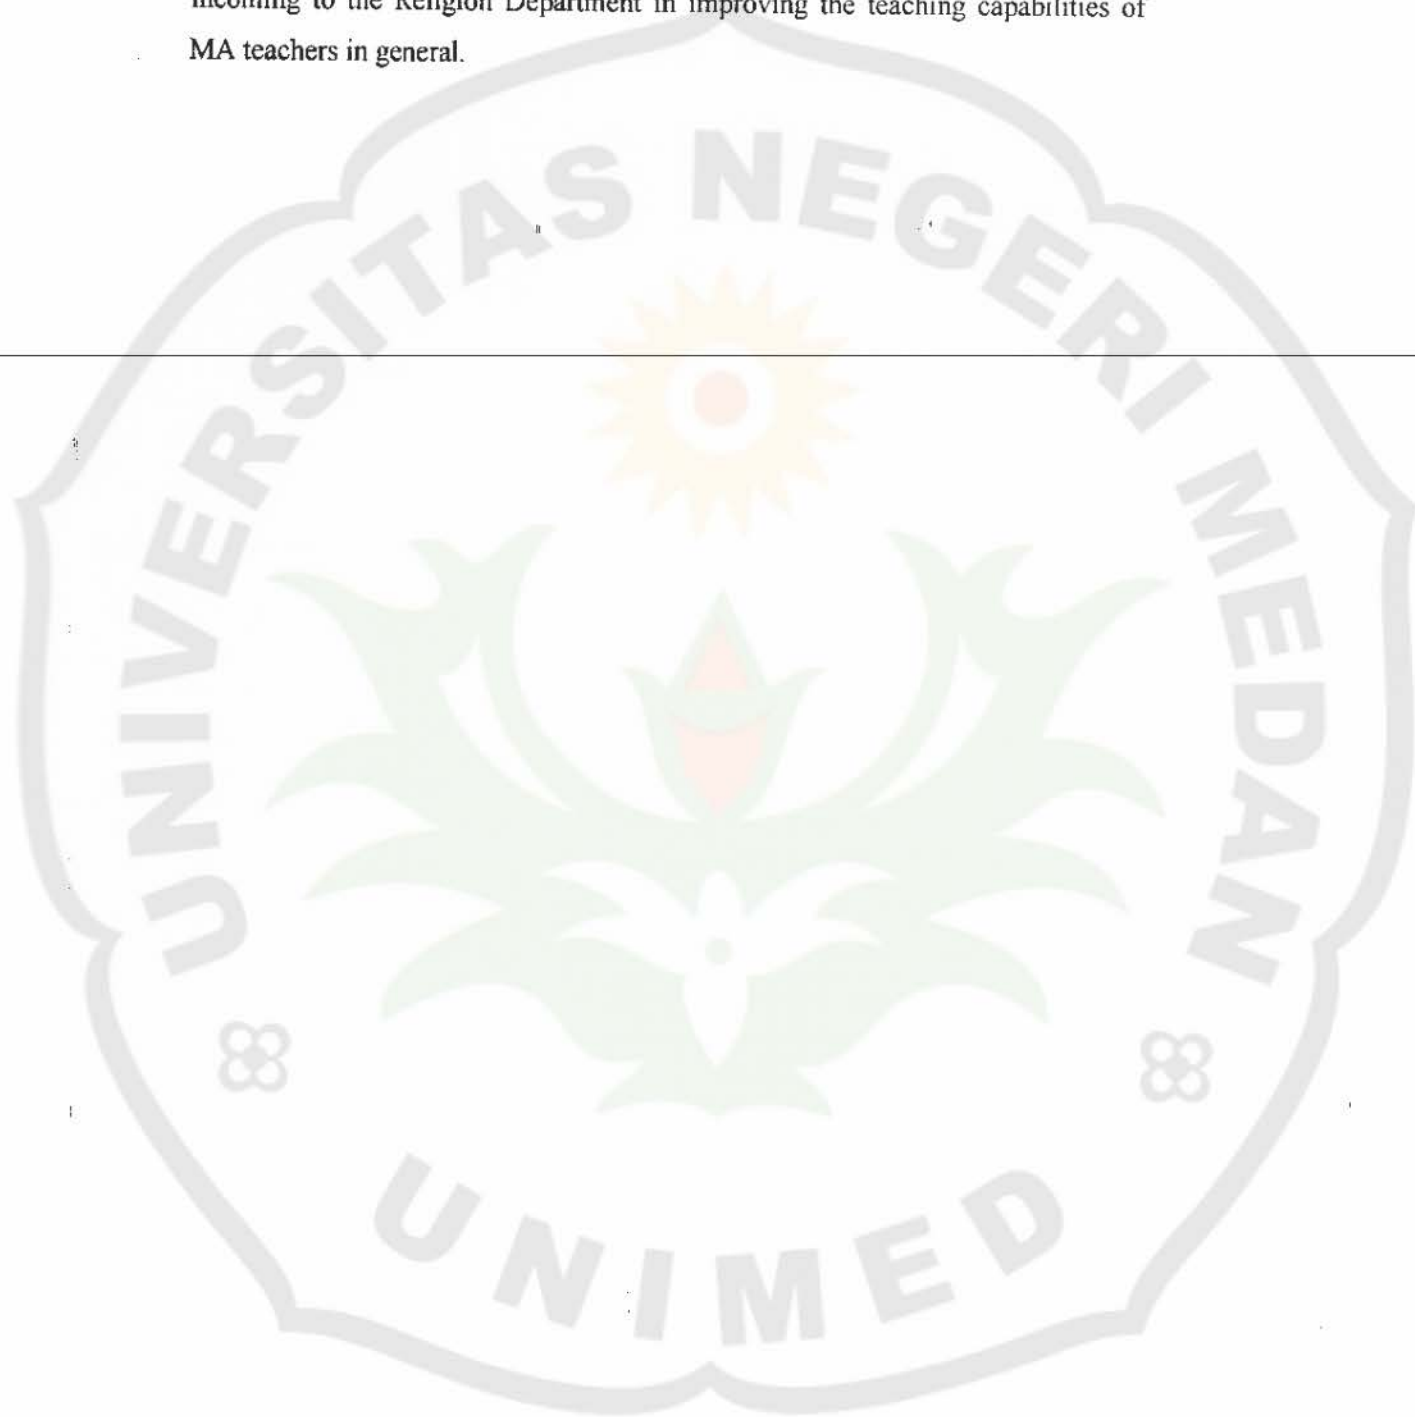 incoming to the Religion Department in improving the teaching capabilities of
MA teachers in general.
UNIVERSITAS NEGERI MEDAN
UNIMED